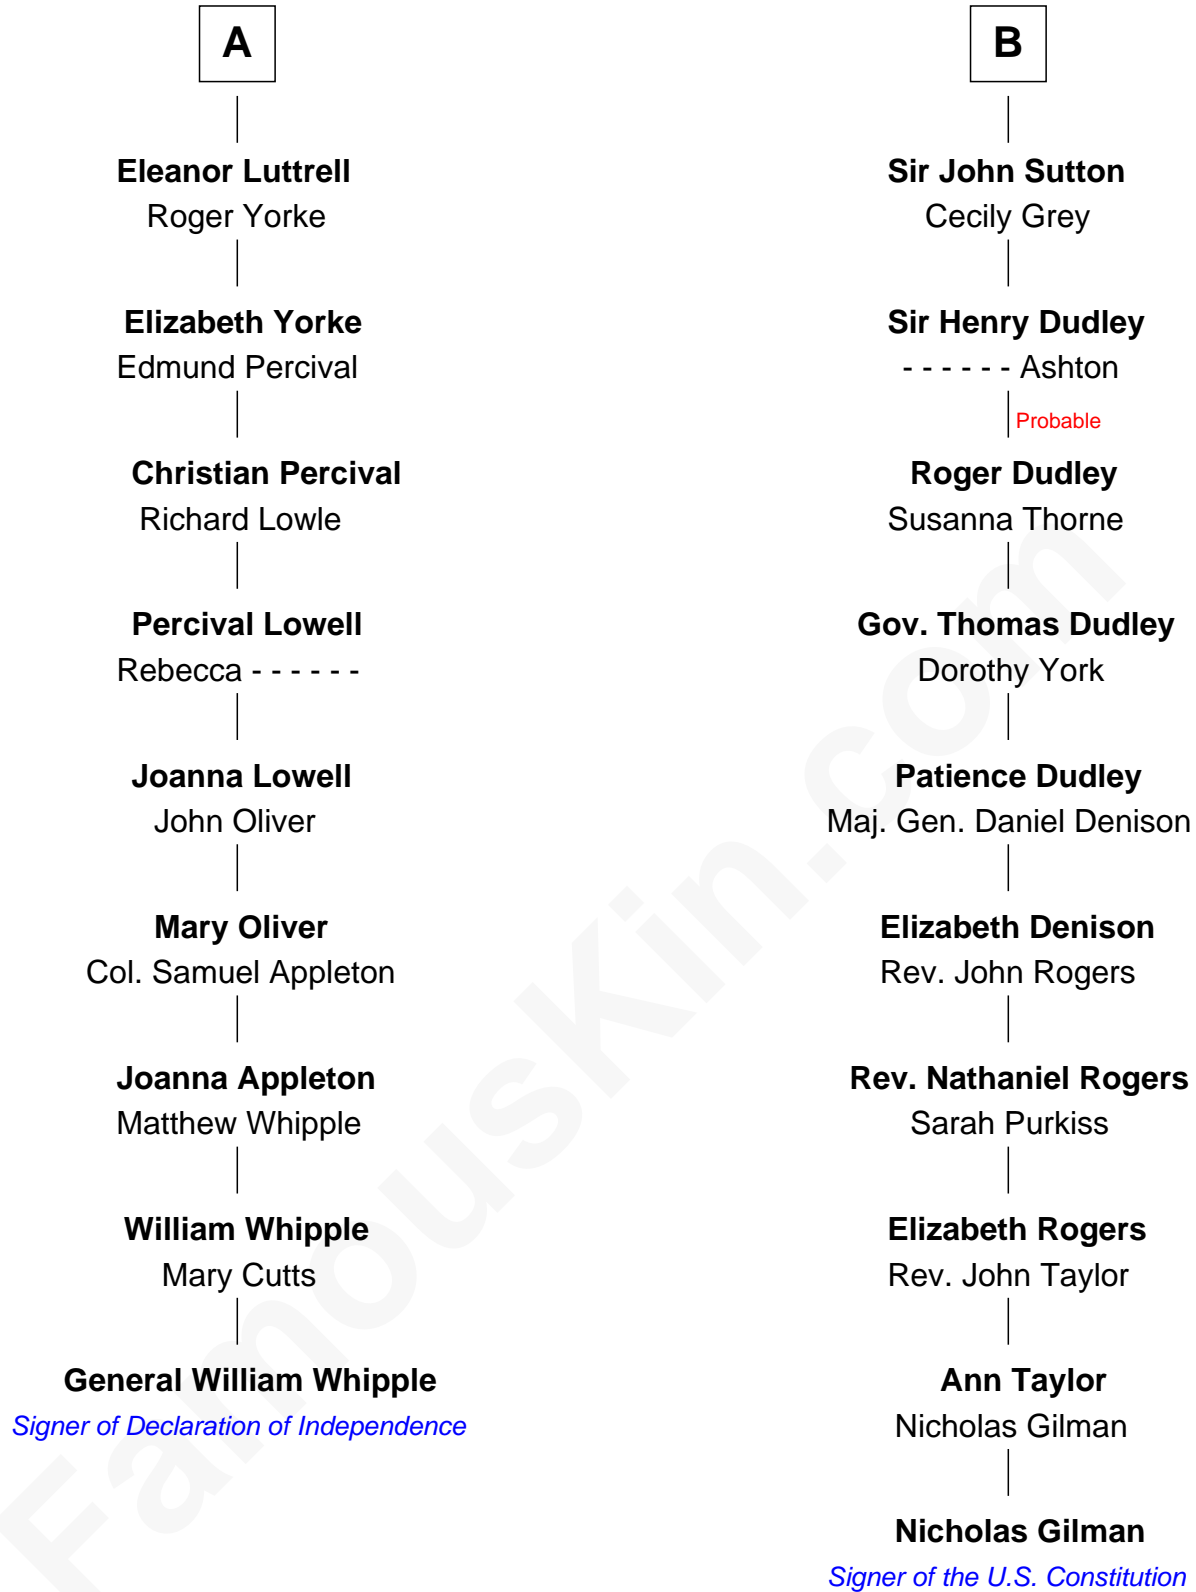 A
Eleanor Luttrell
Roger Yorke
Elizabeth Yorke
Edmund Percival
Christian Percival
Richard Lowle
Percival Lowell
Rebecca - - - - - -
Joanna Lowell
John Oliver
Mary Oliver
Col. Samuel Appleton
Joanna Appleton
Matthew Whipple
William Whipple
Mary Cutts
General William Whipple
Signer of Declaration of Independence
B
Sir John Sutton
Cecily Grey
Sir Henry Dudley
- - - - - - Ashton
Probable
Roger Dudley
Susanna Thorne
Gov. Thomas Dudley
Dorothy York
Patience Dudley
Maj. Gen. Daniel Denison
Elizabeth Denison
Rev. John Rogers
Rev. Nathaniel Rogers
Sarah Purkiss
Elizabeth Rogers
Rev. John Taylor
Ann Taylor
Nicholas Gilman
Nicholas Gilman
Signer of the U.S. Constitution
FamousKin.com